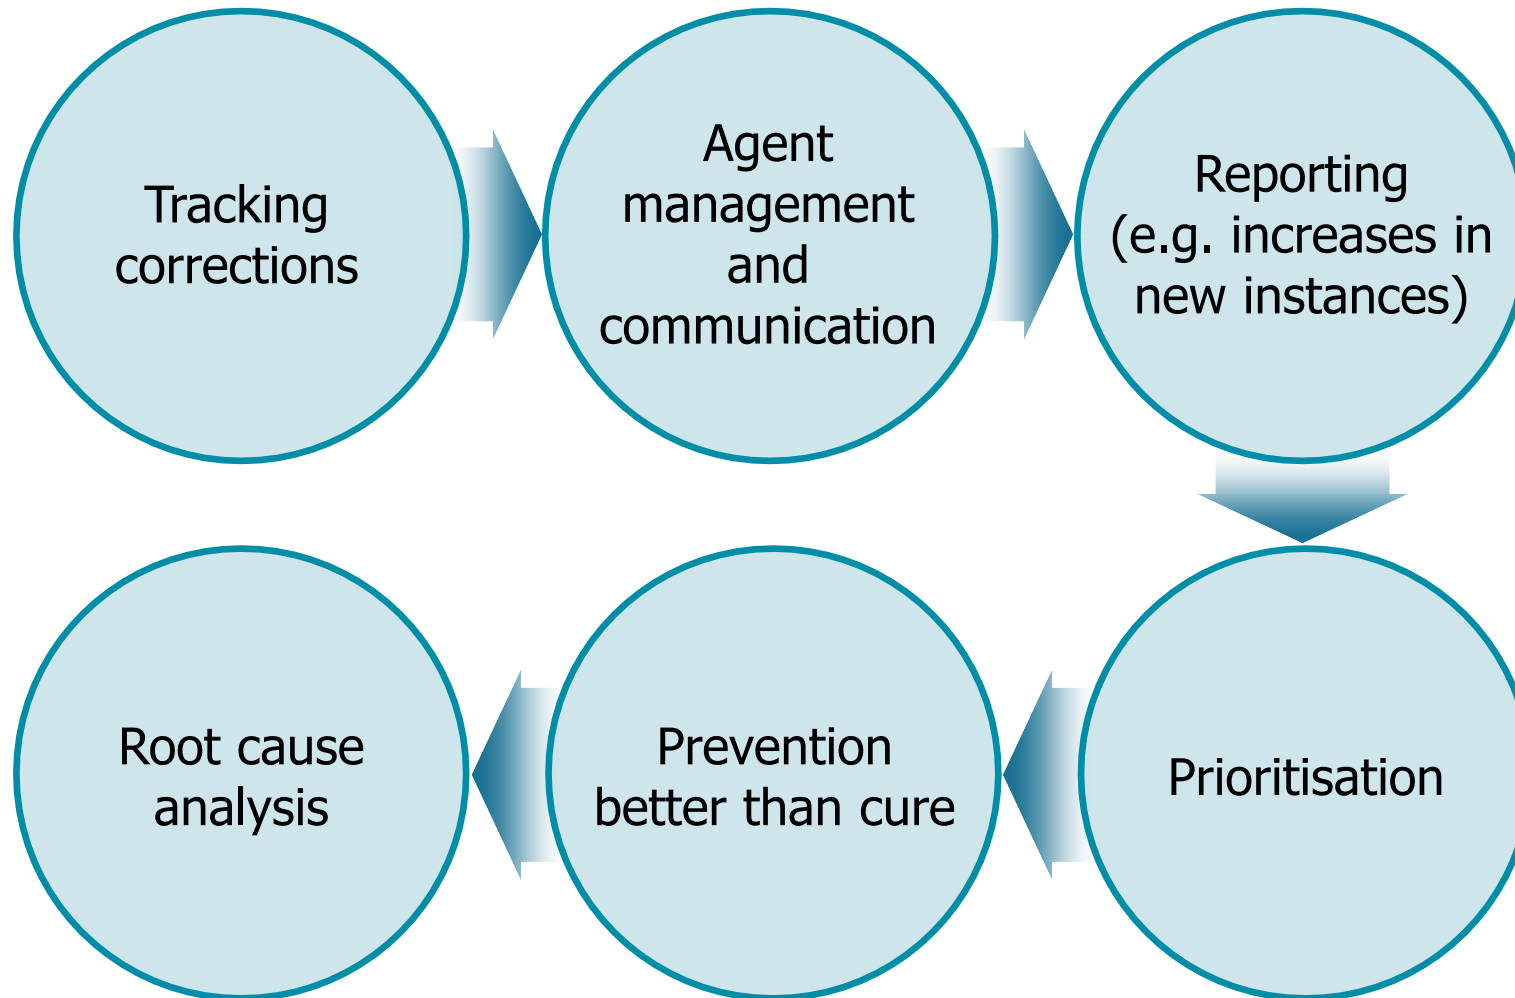 Tracking
corrections
Agent
management
and
communication
Reporting
(e.g. increases in
new instances)
Prioritisation
Prevention
better than cure
Root cause
analysis